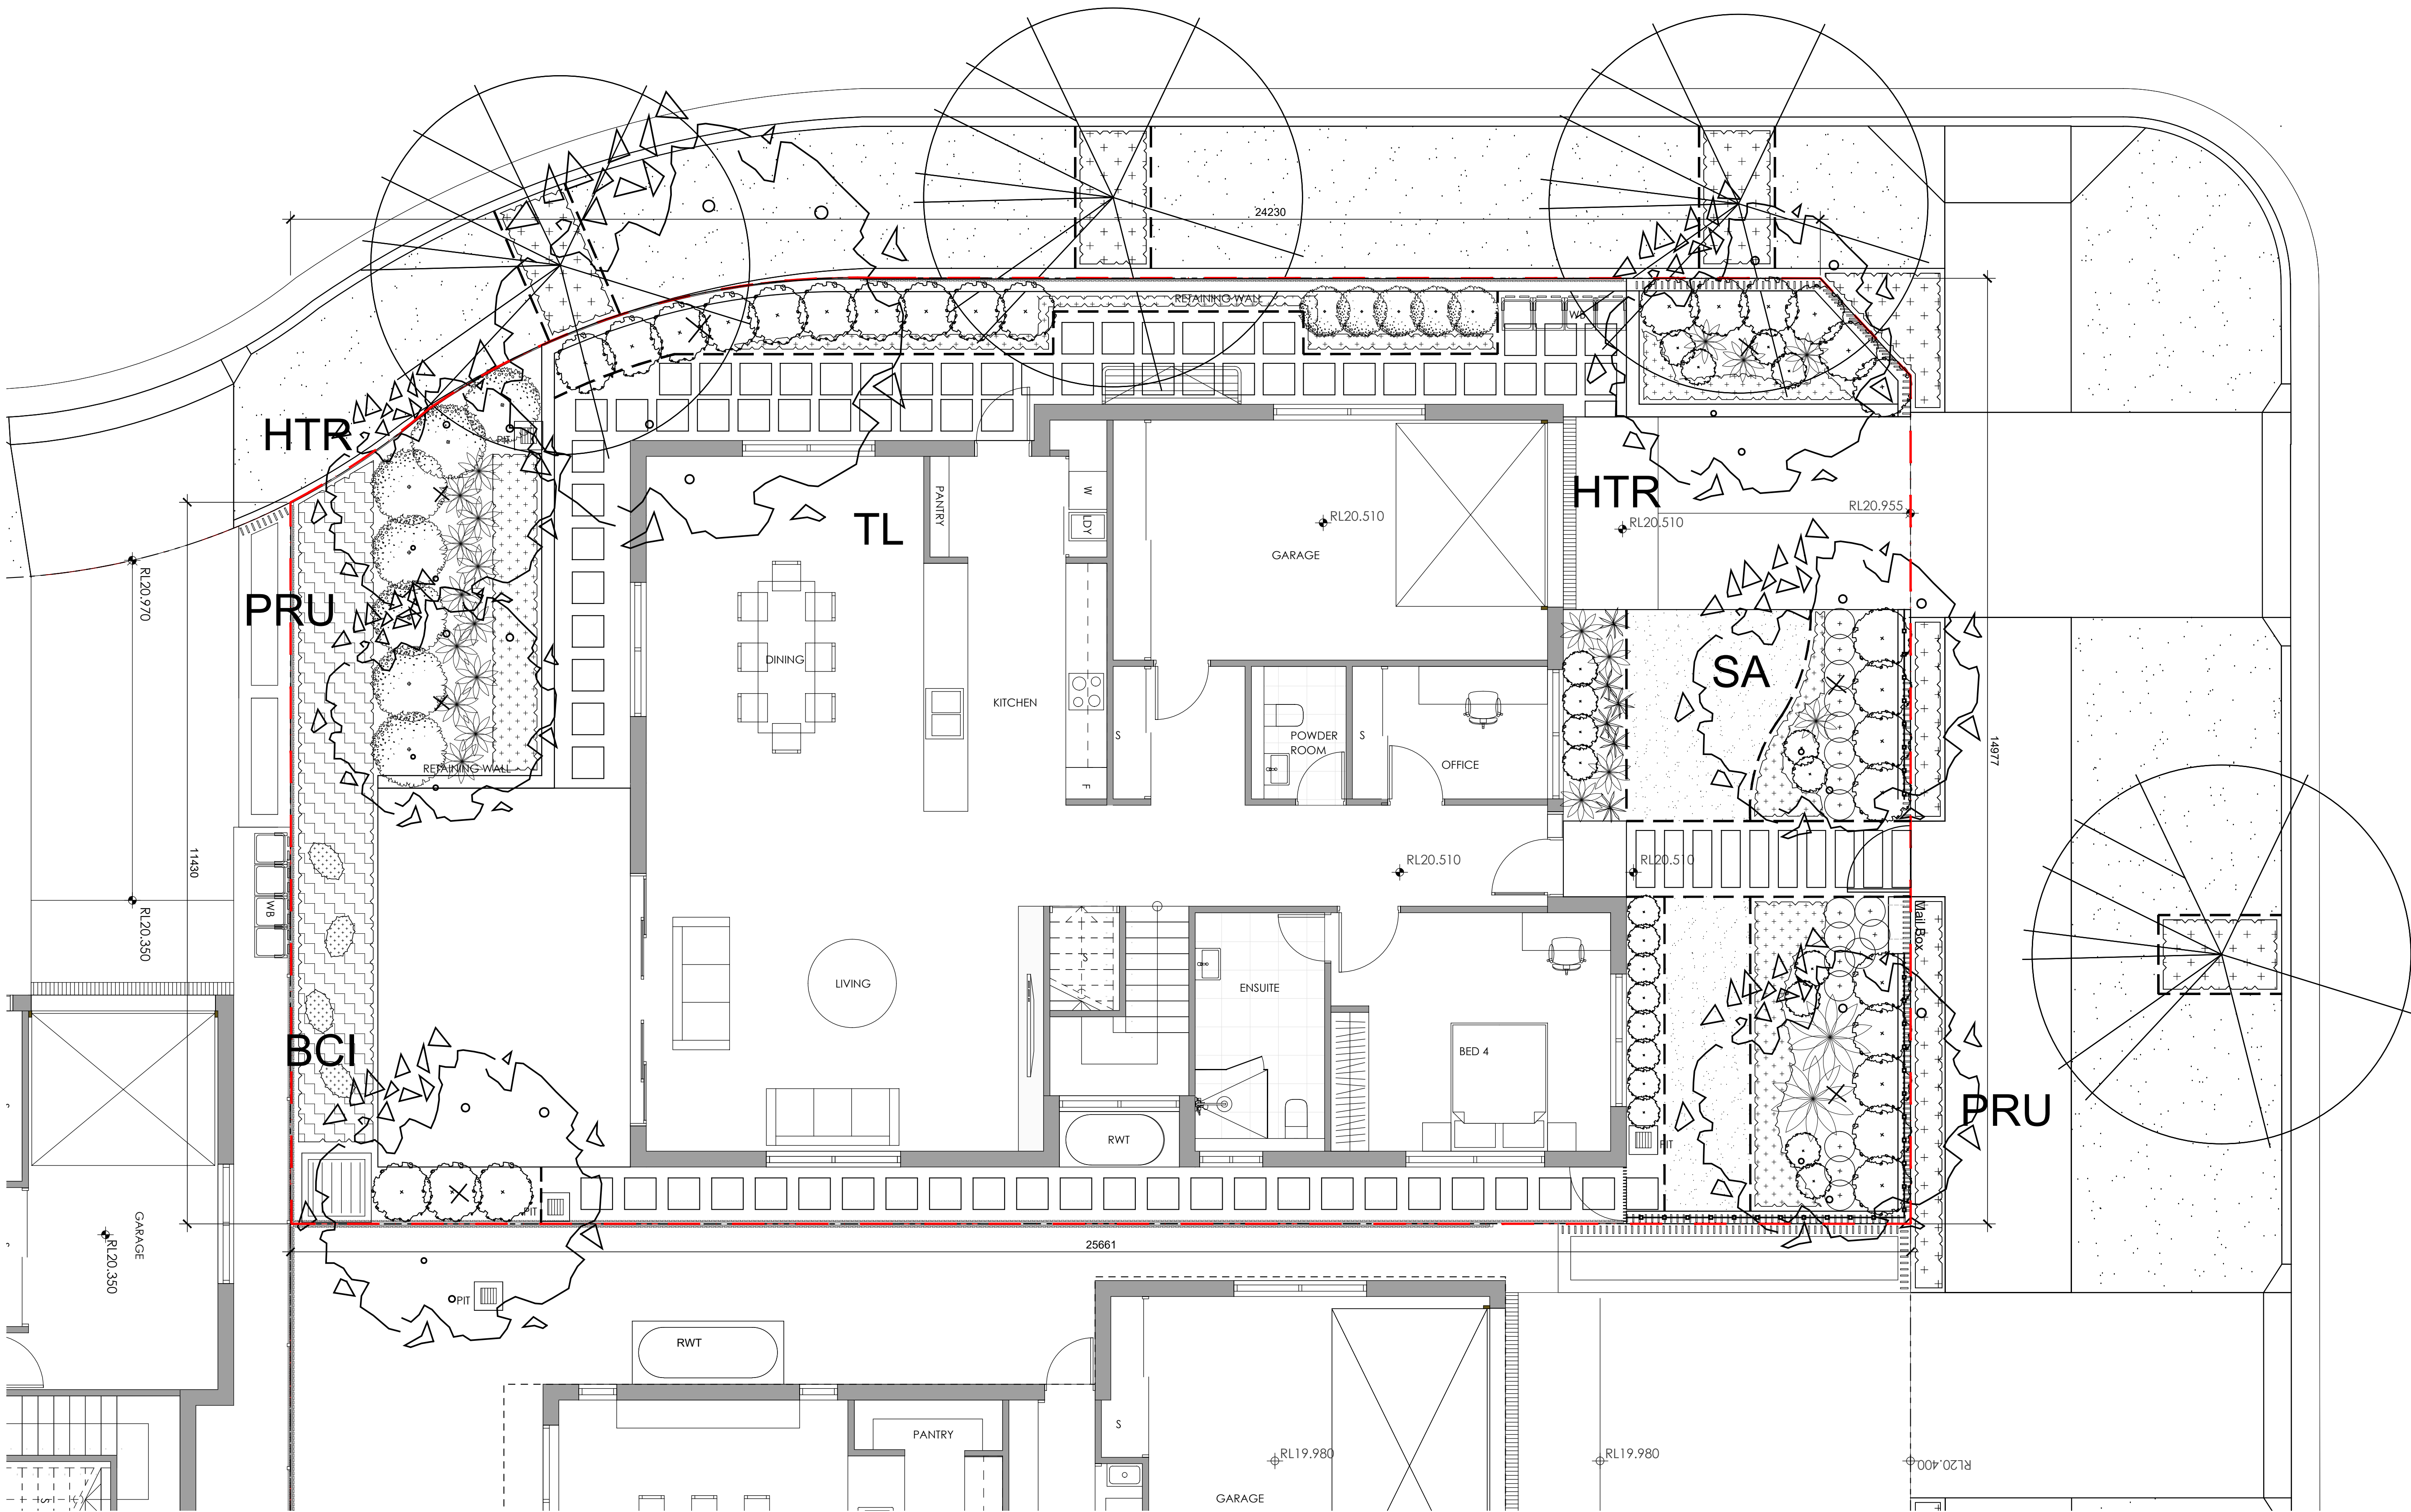 24230
RETAINING WALL
WB
HTR
PIT
PANTRY
W
LDY
TL
HTR
RL20.955
RL20.510
RL20.510
GARAGE
RL20.970
PRU
DINING
KITCHEN
SA
S
POWDER
ROOM
S
OFFICE
14977
RETAINING WALL
F
11430
RL20.510
RL20.510
WB
RL20.350
Mail Box
S
LIVING
ENSUITE
BCI
BED 4
PRU
RWT
PIT
PIT
GARAGE
RL20.350
25661
PIT
RWT
S
PANTRY
RL19.980
RL19.980
RL20.400
GARAGE
S